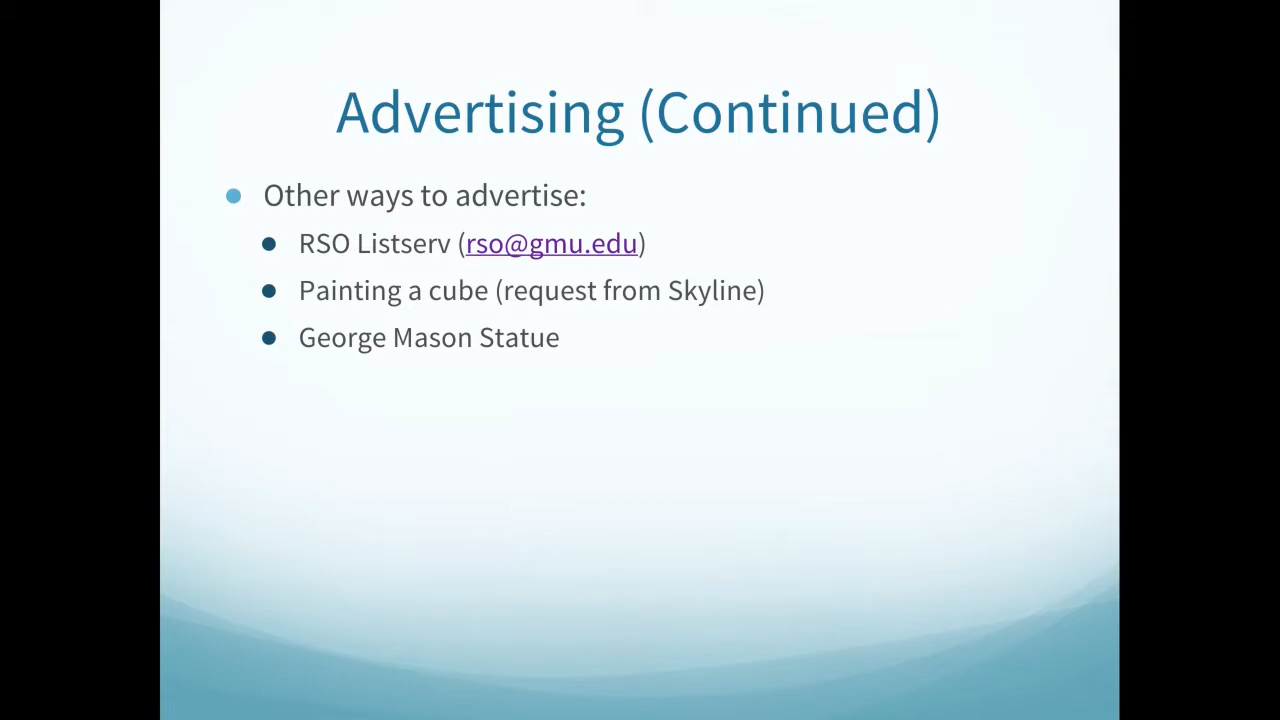 Advertising (Continued)
Other ways to advertise:
RSO Listserv (rso@gmu.edu)
Painting a cube (request from Skyline)
George Mason Statue